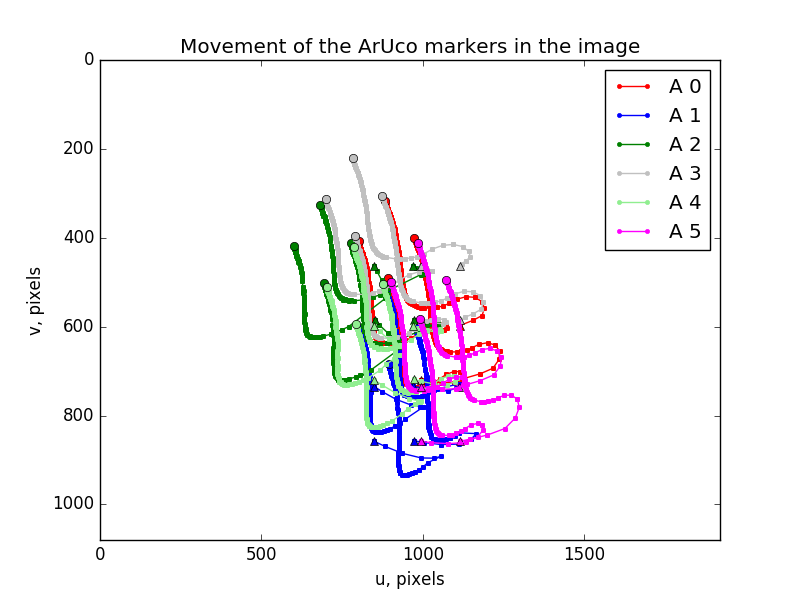 Movement of the ArUco markers in the image
0
200
400
600
800
1000
v, pixels
0
500
1000
1500
u, pixels
A 0
A 1
A 2
A 3
A 4
A 5